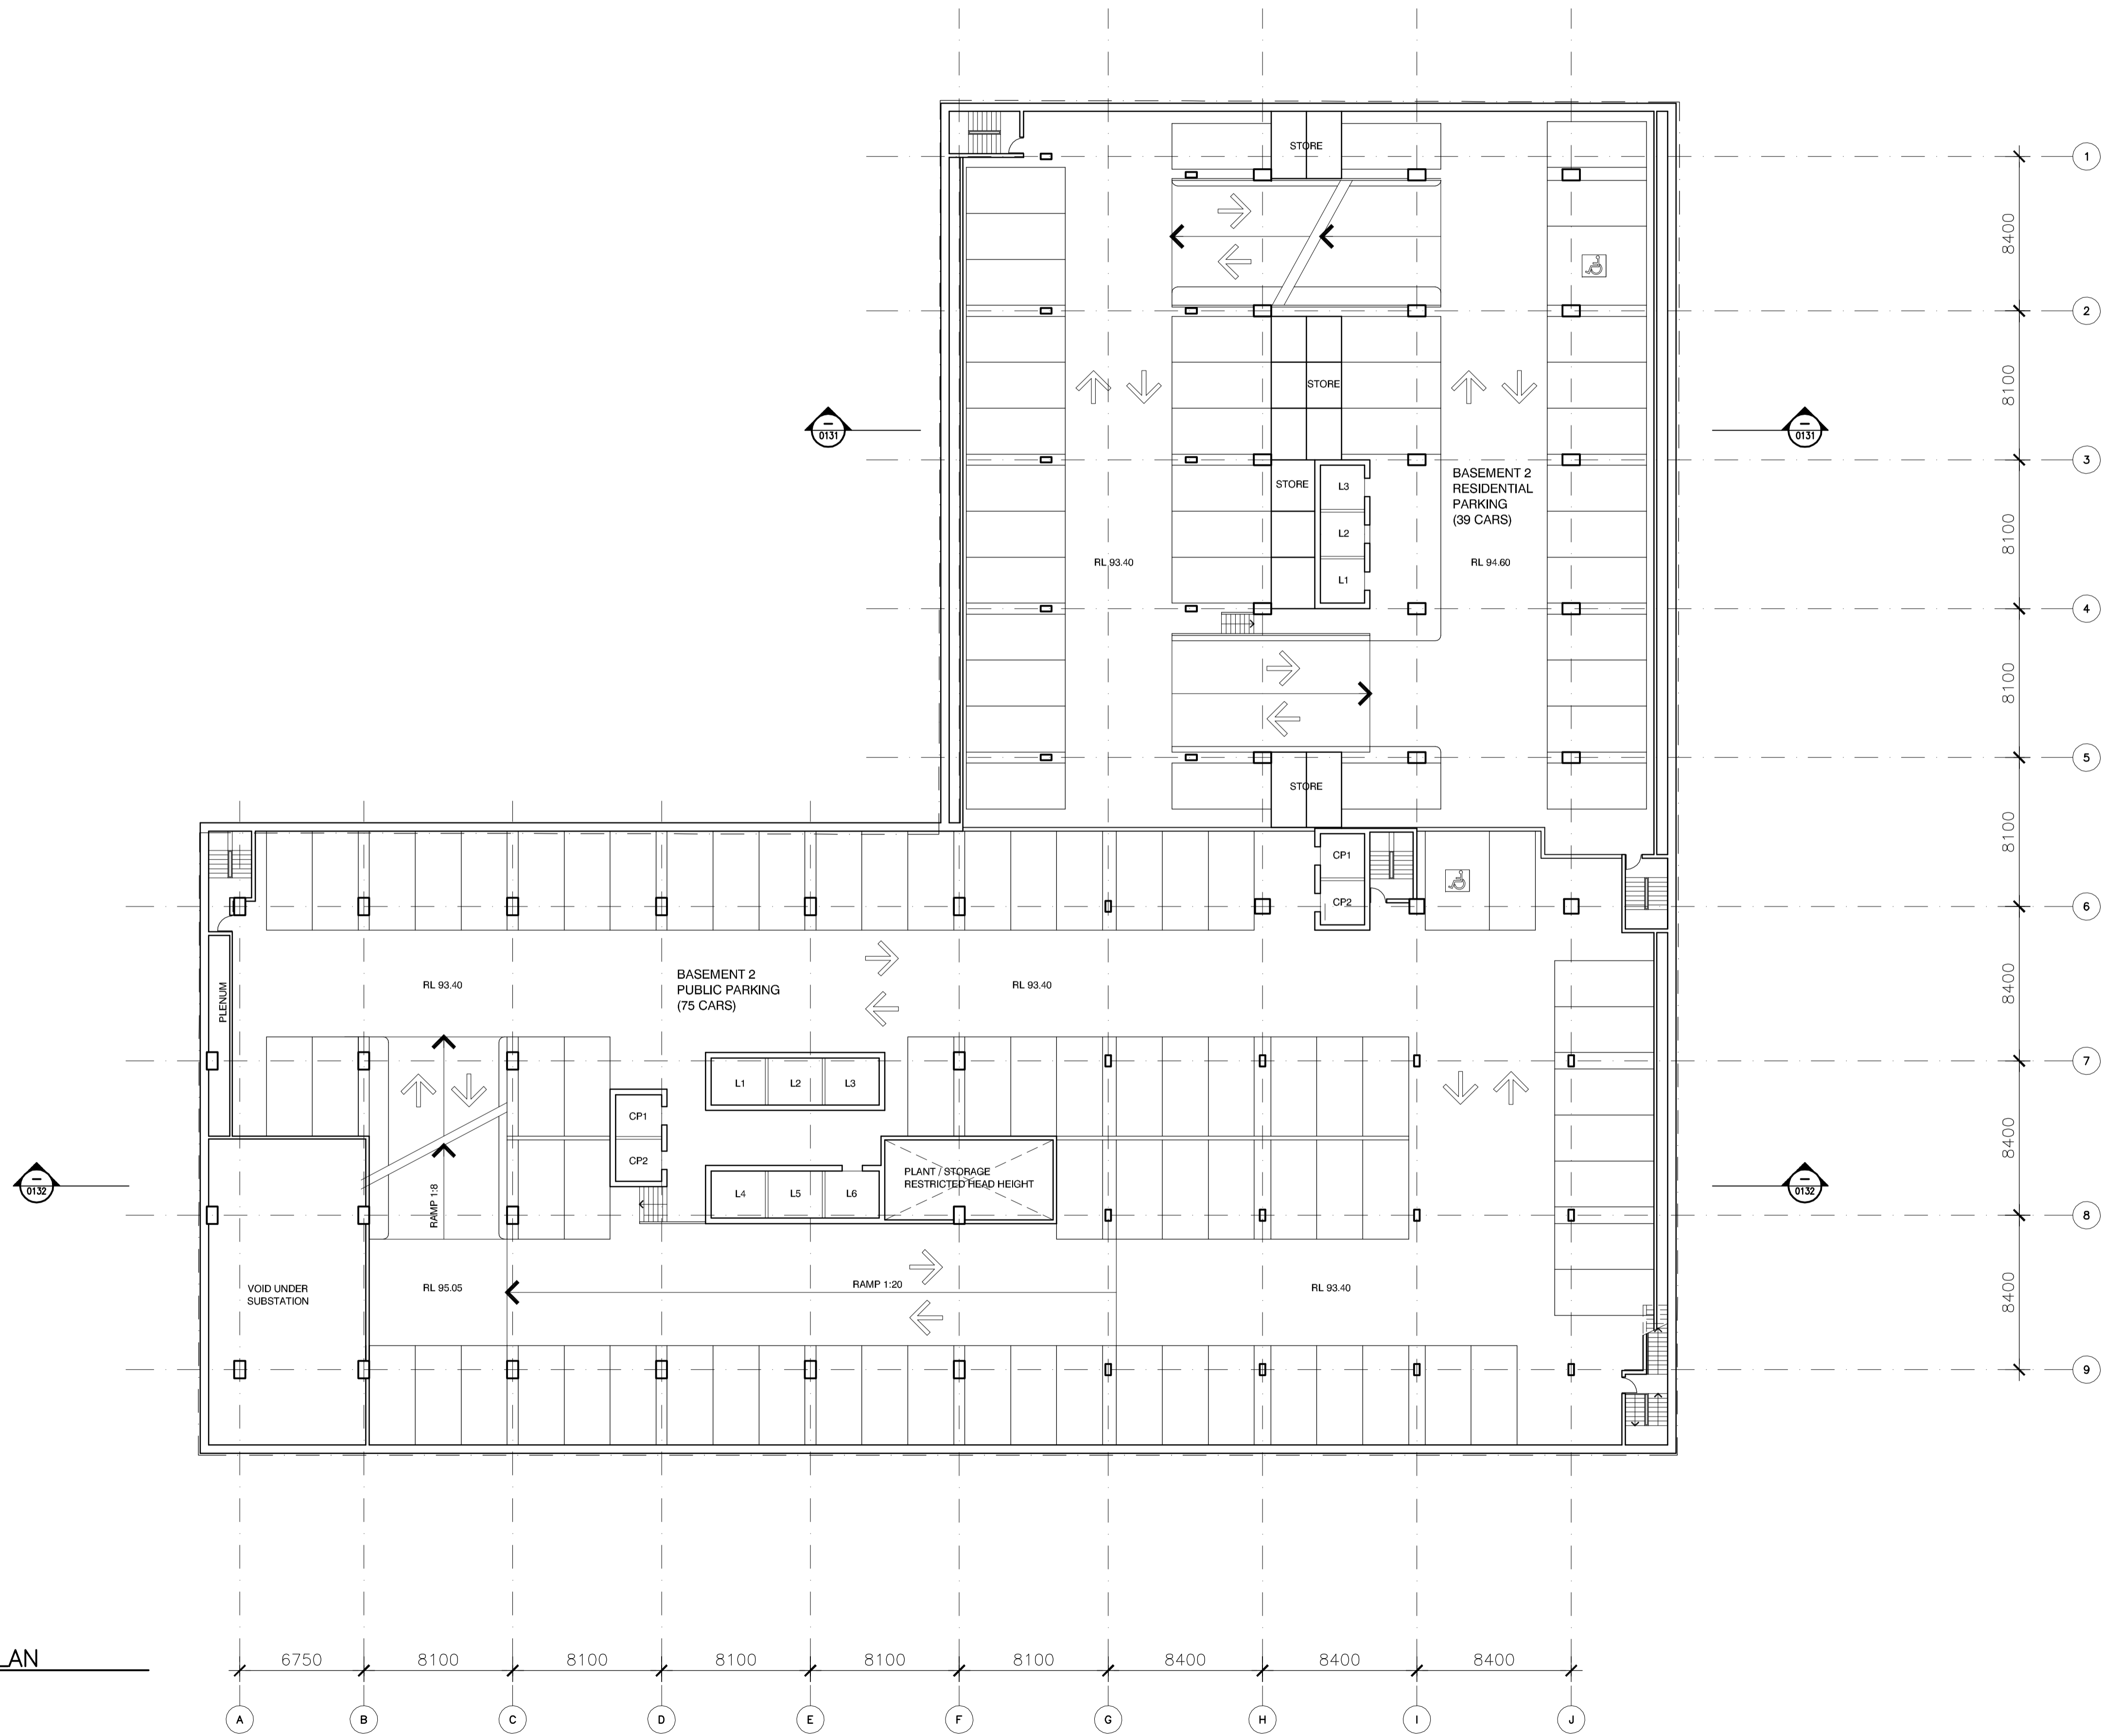 1
STORE
8400
2
8100
STORE
0131
0131
3
BASEMENT 2
RESIDENTIAL
PARKING
(39 CARS)
STORE
L3
L2
L1
8100
RL 93.40
RL 94.60
4
8100
5
STORE
8100
CP1
CP2
6
BASEMENT 2
PUBLIC PARKING
(75 CARS)
RL 93.40
RL 93.40
PLENUM
8400
7
L1
L2
L3
CP1
CP2
8400
PLANT / STORAGE
RESTRICTED HEAD HEIGHT
L4
L5
L6
0132
0132
RAMP 1:8
8
VOID UNDER
SUBSTATION
RL 95.05
RAMP 1:20
RL 93.40
8400
9
LAN
6750
8100
8100
8100
8100
8100
8400
8400
8400
A
B
C
D
E
F
G
H
I
J